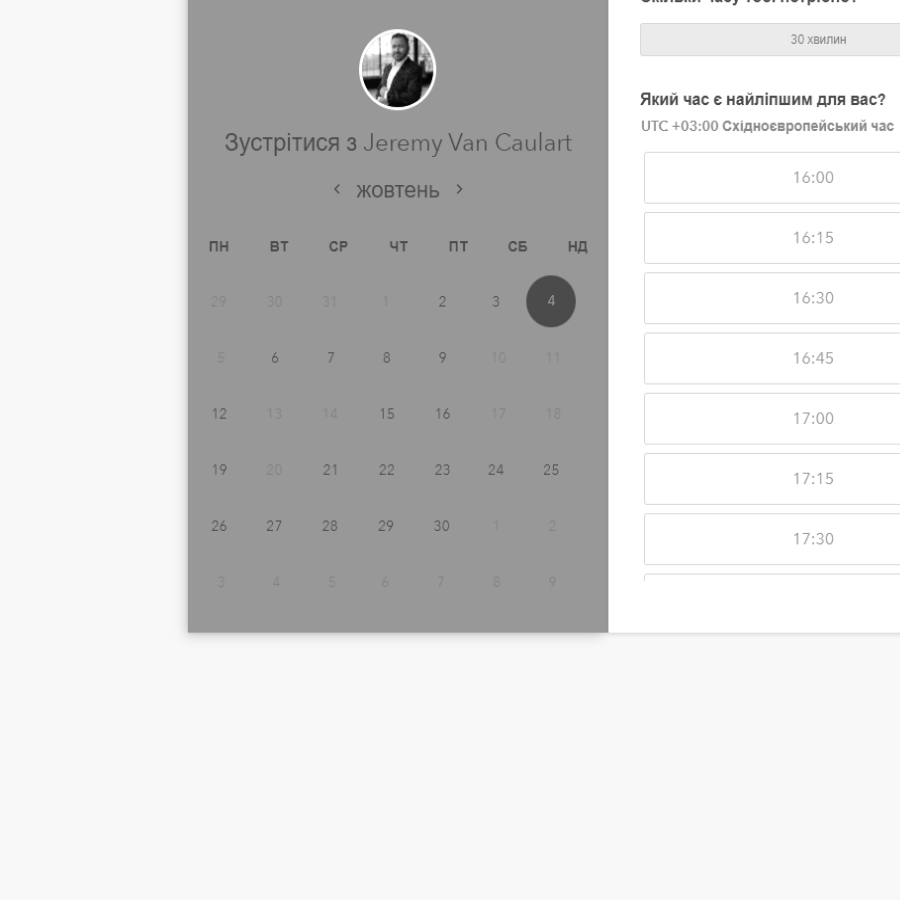 Зустрітися з Jeremy Van Caulart
жовтень
ПН ВТ СР ЧТ ПТ СБ НД
29 30 31 1 2 3 4
5 6 7 8 9 10 11
12 13 14 15 16 17 18
19 20 21 22 23 24 25
26 27 28 29 30 1 2
3 4 5 6 7 8 9
30 хвилин
Який час є найліпшим для вас?
UTC +03:00 Східноєвропейський час
16:00
16:15
16:30
16:45
17:00
17:15
17:30